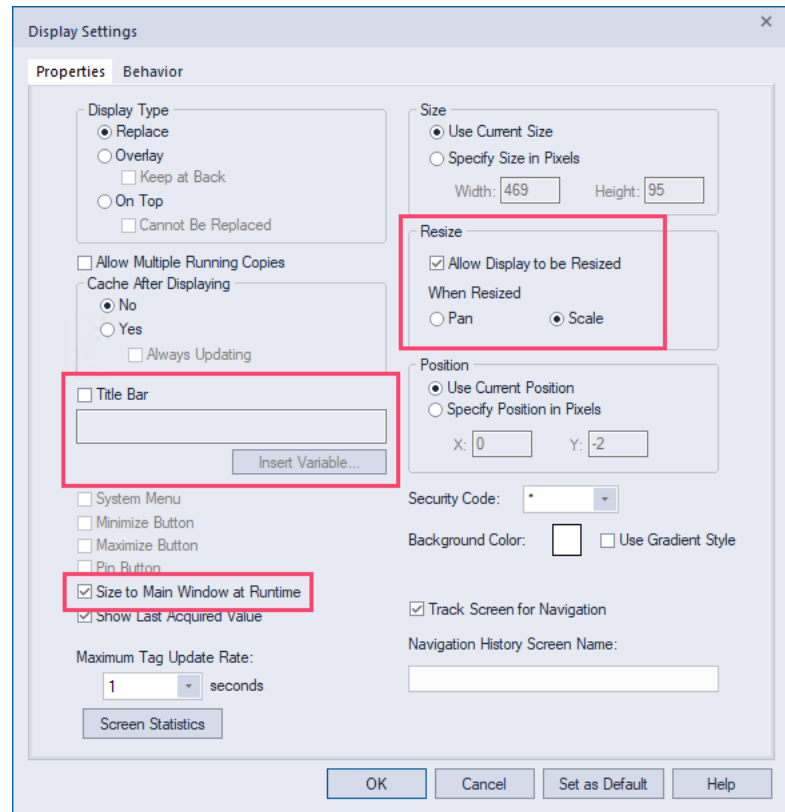 Display Settings
Properties Behavior
Display Type
Replace
Overlay
Keep at Back
On Top
Cannot Be Replaced
Allow Multiple Running Copies
Cache After Displaying
No
Yes
Always Updating
Title Bar
Insert Variable...
System Menu
Minimize Button
Maximize Button
Pin Button
Size to Main Window at Runtime
Show Last Acquired Value
Maximum Tag Update Rate:
1 seconds
Screen Statistics
Size
Use Current Size
Specify Size in Pixels
Width: 469 Height: 95
Resize
Allow Display to be Resized
When Resized
Pan Scale
Position
Use Current Position
Specify Position in Pixels
X: 0 Y: -2
Security Code: *
Background Color: Use Gradient Style
Track Screen for Navigation
Navigation History Screen Name:
OK Cancel Set as Default Help